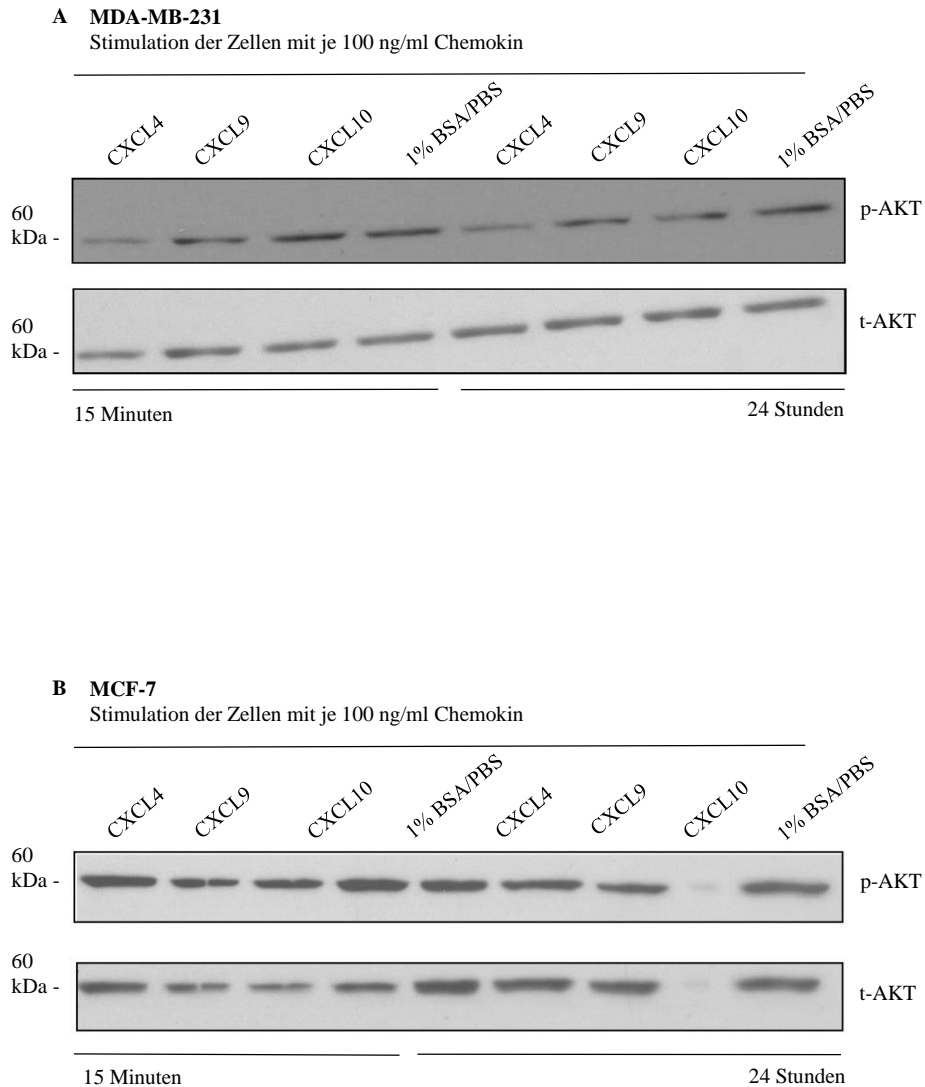 A MDA-MB-231
Stimulation der Zellen mit je 100 ng/ml Chemokin
CXCL4 CXCL9 CXCL10 1% BSA/PBS CXCL4 CXCL9 CXCL10 1% BSA/PBS
60
kDa -
p-AKT
60
kDa -
t-AKT
15 Minuten 24 Stunden
B MCF-7
Stimulation der Zellen mit je 100 ng/ml Chemokin
CXCL4 CXCL9 CXCL10 1% BSA/PBS CXCL4 CXCL9 CXCL10 1% BSA/PBS
60
kDa -
p-AKT
60
kDa -
t-AKT
15 Minuten 24 Stunden